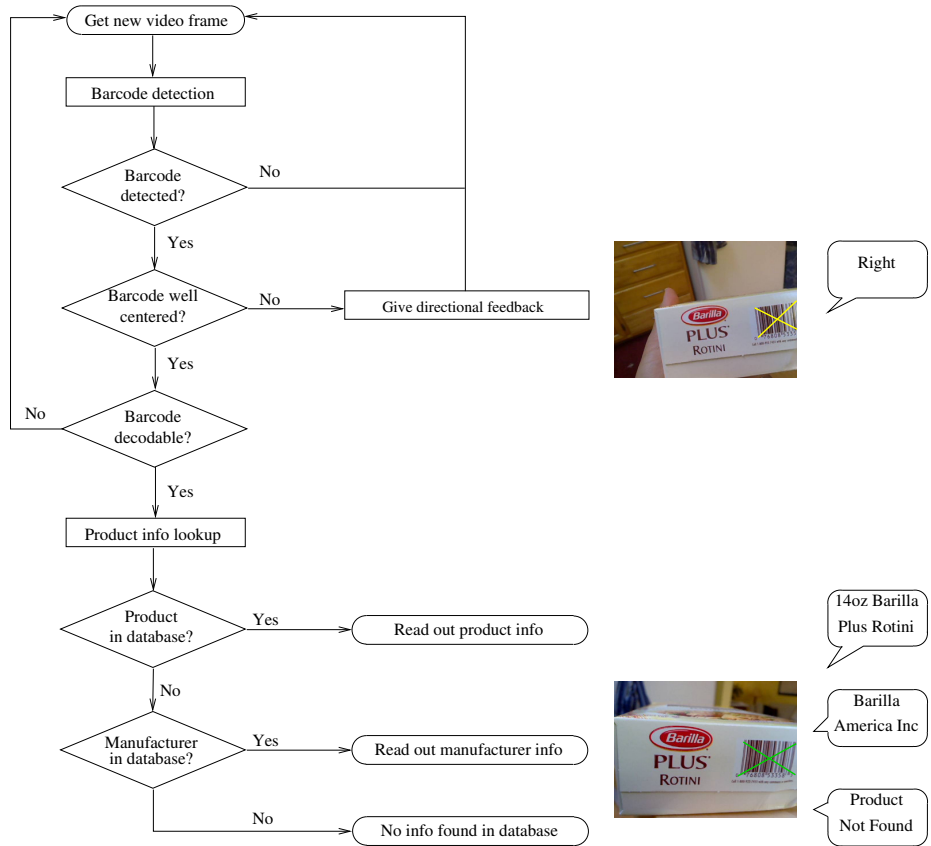 Get new video frame
Barcode detection
Barcode
detected?
No
Yes
Barcode well
centered?
No
Give directional feedback
Barilla
PLUS
ROTINI
Right
Yes
Barcode
decodable?
No
Yes
Product info lookup
Product
in database?
Yes
Read out product info
14oz Barilla
Plus Rotini
No
Manufacturer
in database?
Yes
Read out manufacturer info
Barilla
PLUS
ROTINI
Barilla
America Inc
No
No info found in database
Product
Not Found